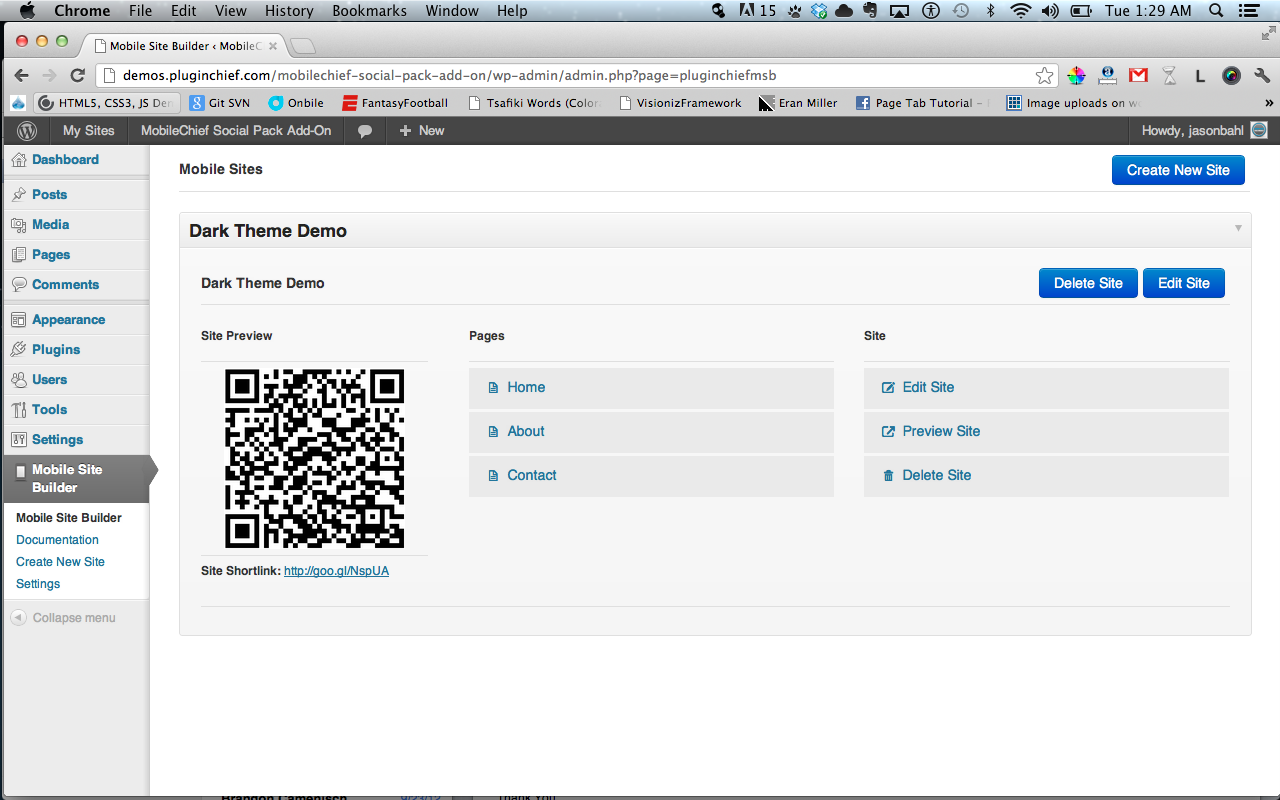 Chrome File Edit View History Bookmarks Window Help 15 Tue 1:29 AM
Mobile Site Builder ‹ MobileC
demos.pluginchief.com/mobilechief-social-pack-add-on/wp-admin/admin.php?page=pluginchiefmsb
HTML5, CSS3, JS Den Git SVN Onbile FantasyFootball Tsafiki Words (Color VisionizFramework Eran Miller Page Tab Tutorial – Image uploads on w »
My Sites MobileChief Social Pack Add-On + New Howdy, jasonbahl
Dashboard
Posts
Media
Pages
Comments
Appearance
Plugins
Users
Tools
Settings
Mobile Site
Builder
Mobile Site Builder
Documentation
Create New Site
Settings
Collapse menu
Mobile Sites
Create New Site
Dark Theme Demo
Dark Theme Demo
Delete Site Edit Site
Site Preview
Site Shortlink: http://goo.gl/NspUA
Pages
Home
About
Contact
Site
Edit Site
Preview Site
Delete Site